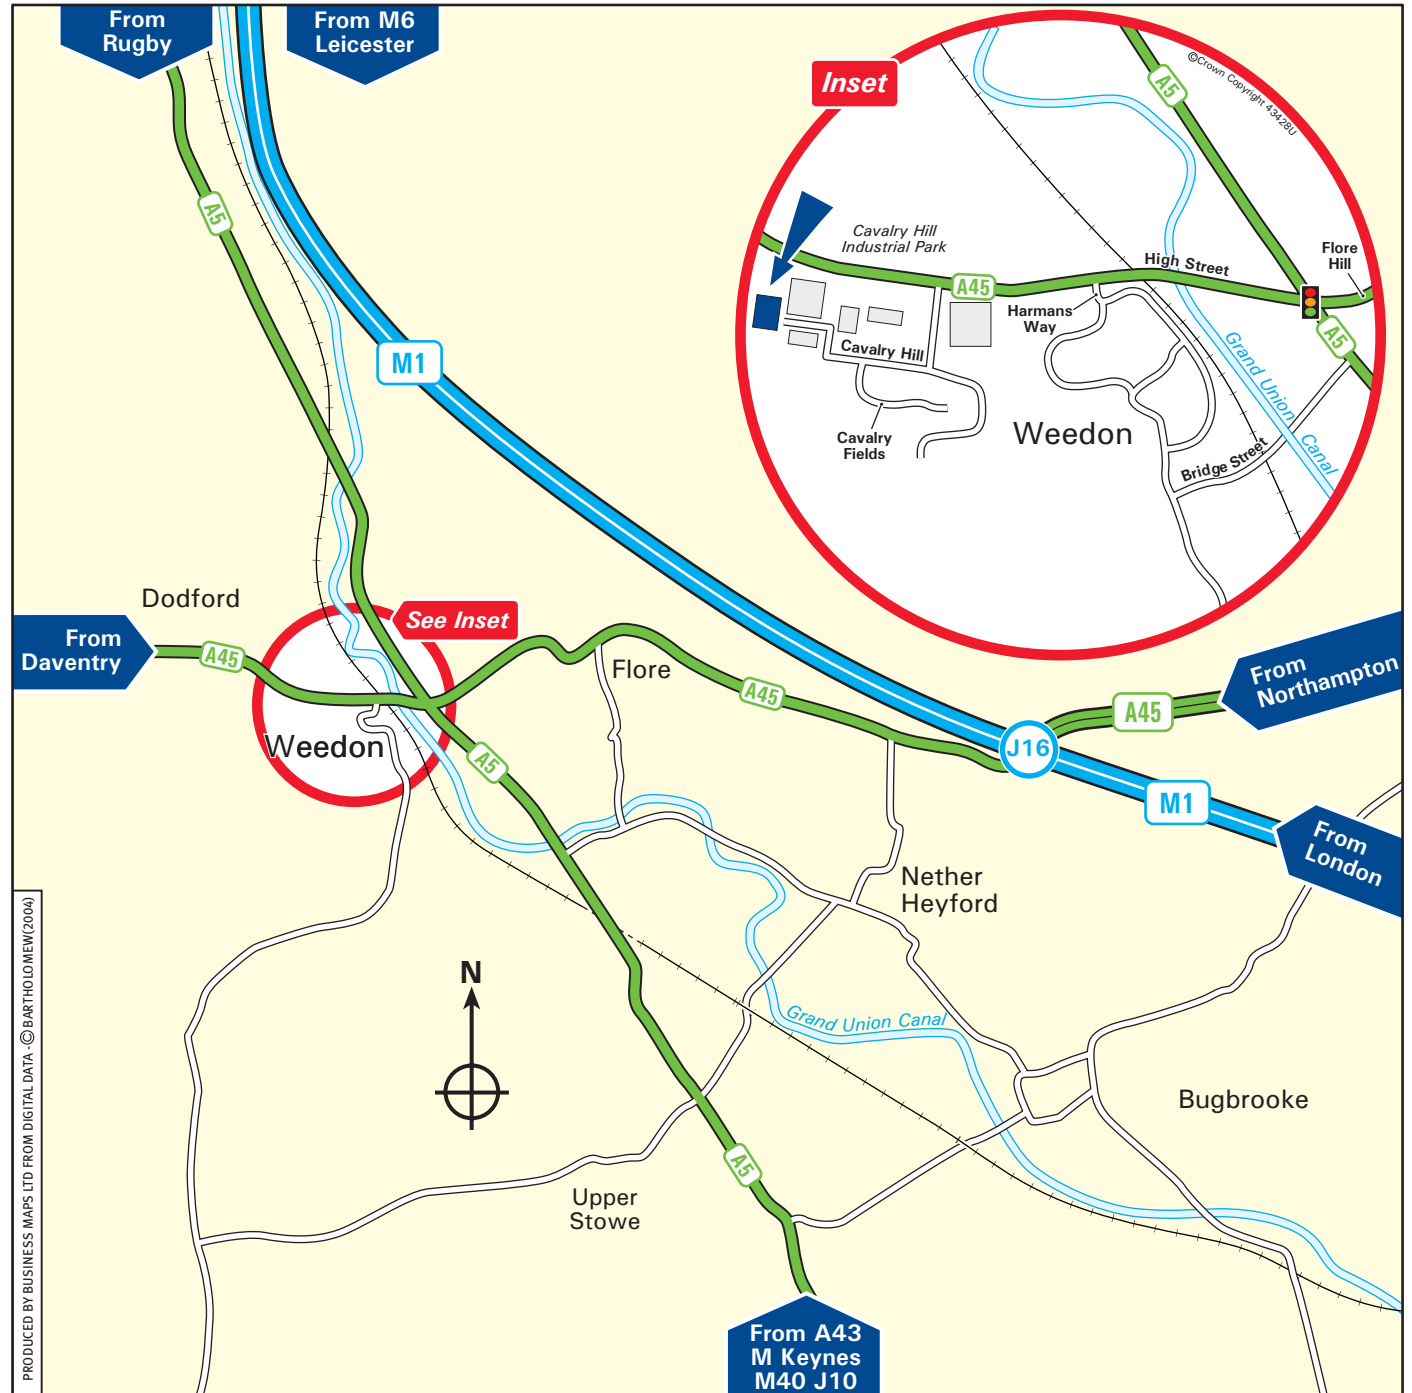 From
Rugby
From M6
Leicester
Inset
©Crown Copyright 43428U
A5
A5
Cavalry Hill
Industrial Park
High Street
Flore
Hill
A45
Harmans
Way
A5
Cavalry Hill
Grand Union Canal
M1
Cavalry
Fields
Weedon
Bridge Street
Dodford
See Inset
From
Daventry
A45
Flore
From
Northampton
A45
A45
J16
Weedon
A5
M1
From
London
Nether
Heyford
N
Grand Union Canal
Bugbrooke
A5
Upper
Stowe
From A43
M Keynes
M40 J10
PRODUCED BY BUSINESS MAPS LTD FROM DIGITAL DATA - ©BARTHOLOMEW(2004)